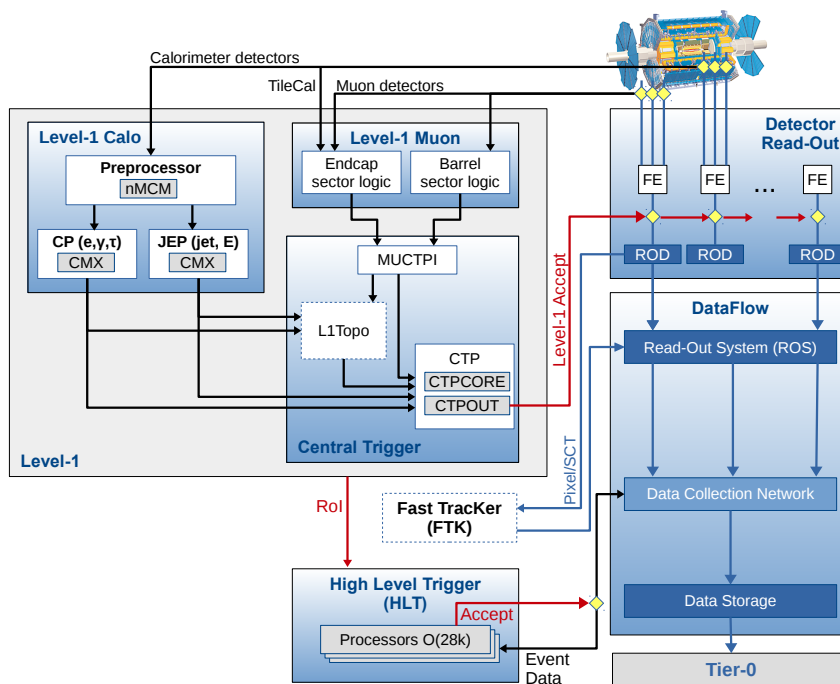 Calorimeter detectors
TileCal
Muon detectors
Level-1 Calo
Preprocessor
nMCM
CP (e,γ,τ)
CMX
JEP (jet, E)
CMX
Level-1 Muon
Endcap
sector logic
Barrel
sector logic
MUCTPI
L1Topo
CTP
CTPCORE
CTPOUT
Central Trigger
Level-1
Level-1 Accept
Detector
Read-Out
FE
FE
...
FE
ROD
ROD
ROD
DataFlow
Read-Out System (ROS)
Pixel/SCT
Data Collection Network
Data Storage
Tier-0
RoI
Fast TracKer
(FTK)
High Level Trigger
(HLT)
Accept
Processors O(28k)
Event
Data